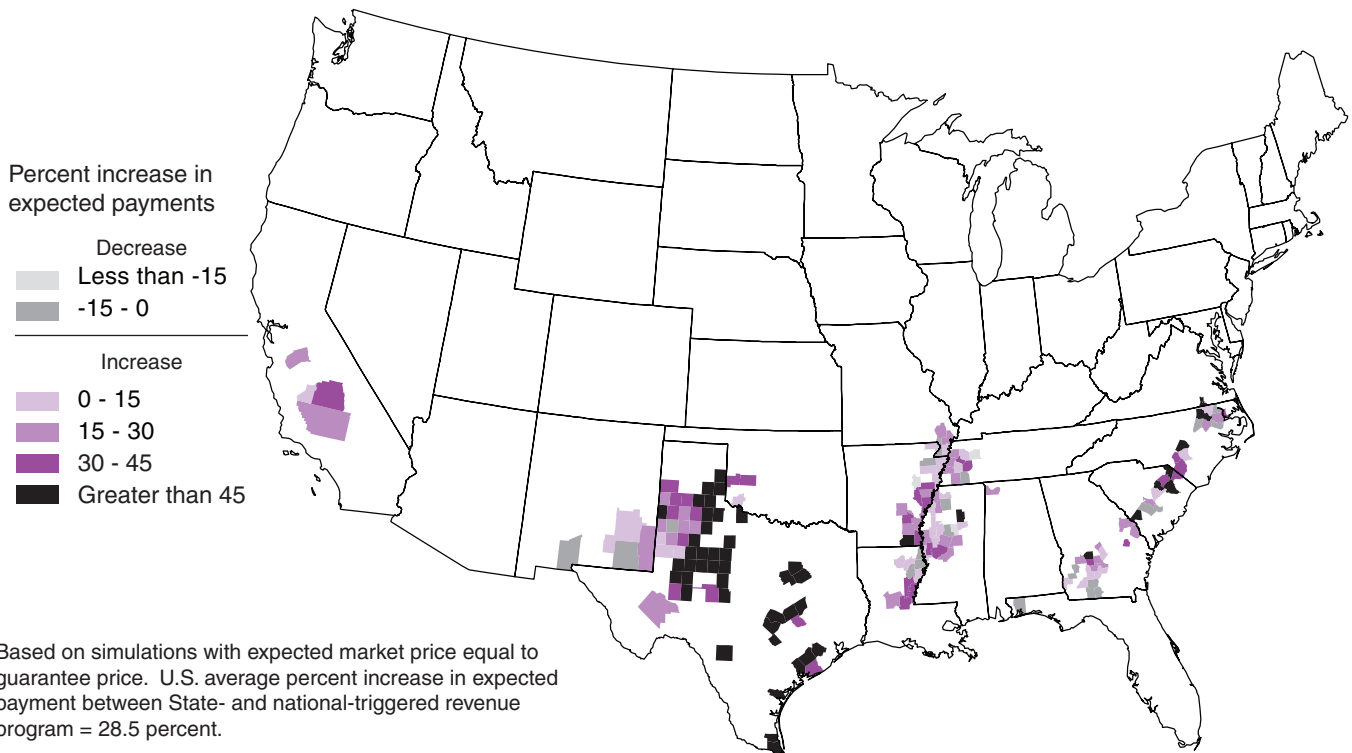 Percent increase in
expected payments
Decrease
Less than -15
-15 - 0
Increase
0 - 15
15 - 30
30 - 45
Greater than 45
Based on simulations with expected market price equal to
guarantee price.  U.S. average percent increase in expected
payment between State- and national-triggered revenue
program = 28.5 percent.